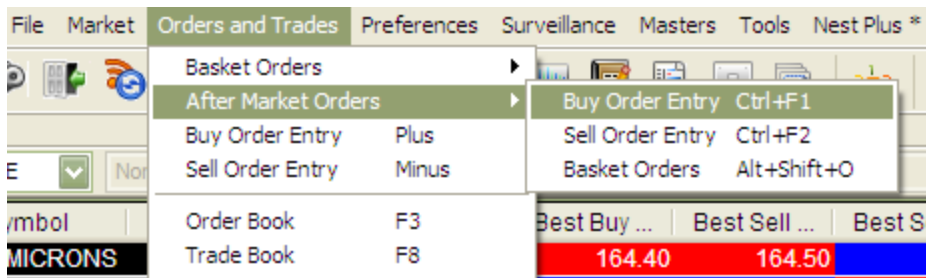 File Market Orders and Trades Preferences Surveillance Masters Tools Nest Plus *
Basket Orders
After Market Orders
Buy Order Entry Ctrl+F1
Buy Order Entry Plus
Sell Order Entry Ctrl+F2
Sell Order Entry Minus
Basket Orders Alt+Shift+O
E Nor
Order Book F3
ymbol Best Buy ... Best Sell ... Best S
Trade Book F8
MICRONS 164.40 164.50